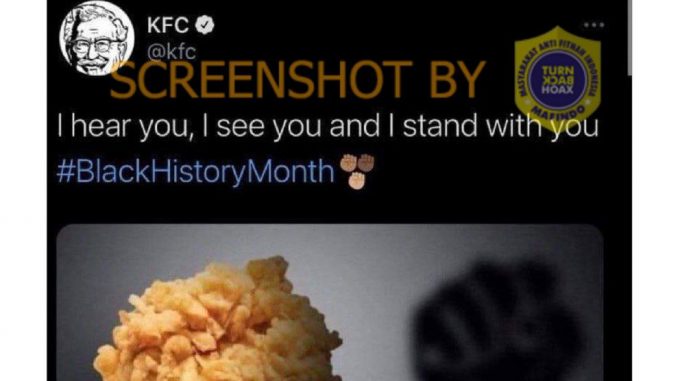 KFC
@kfc
SCREENSHOT BY
MASYARAKAT ANTI FITNAH INDONESIA
TURN
BACK
HOAX
MAFINDO
I hear you, I see you and I stand with you
#BlackHistoryMonth